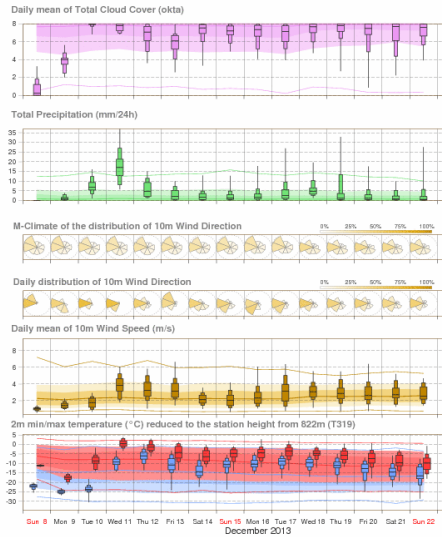 Daily mean of Total Cloud Cover (okta)
8
6
4
2
0
Total Precipitation (mm/24h)
35
30
25
20
15
10
5
0
M-Climate of the distribution of 10m Wind Direction
0% 25% 50% 75% 100%
Daily distribution of 10m Wind Direction
0% 25% 50% 75% 100%
Daily mean of 10m Wind Speed (m/s)
8
6
4
2
2m min/max temperature (°C) reduced to the station height from 822m (T319)
5
0
-5
-10
-15
-20
-25
-30
Sun 8 Mon 9 Tue 10 Wed 11 Thu 12 Fri 13 Sat 14 Sun 15 Mon 16 Tue 17 Wed 18 Thu 19 Fri 20 Sat 21 Sun 22
December 2013